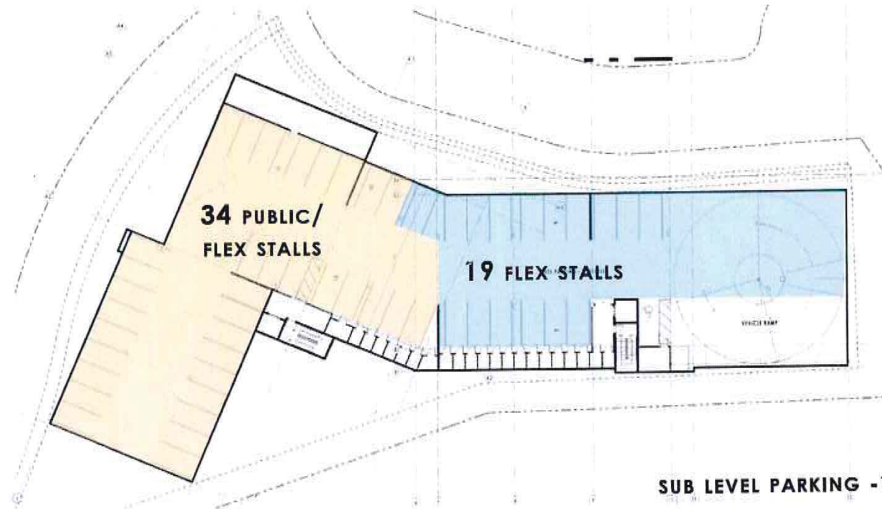 34 PUBLIC/
FLEX STALLS
19 FLEX STALLS
VEHICLE RAMP
SUB LEVEL PARKING -